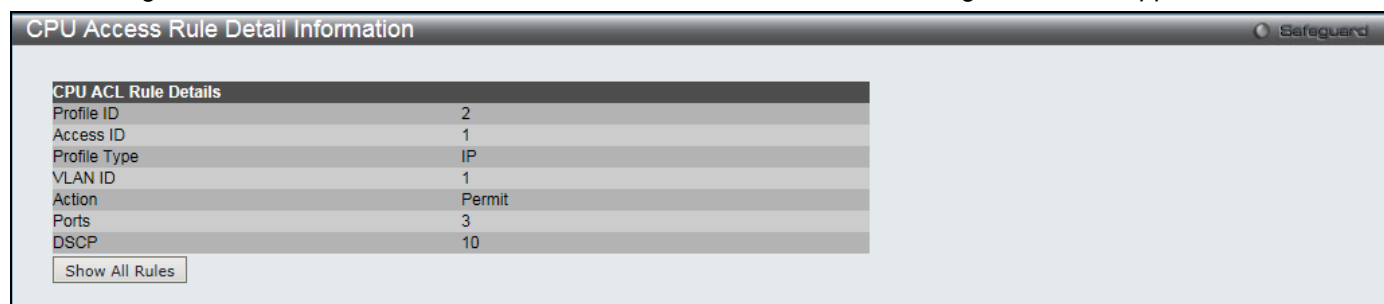 CPU Access Rule Detail Information
Safeguard
CPU ACL Rule Details
Profile ID 2
Access ID 1
Profile Type IP
VLAN ID 1
Action Permit
Ports 3
DSCP 10
Show All Rules